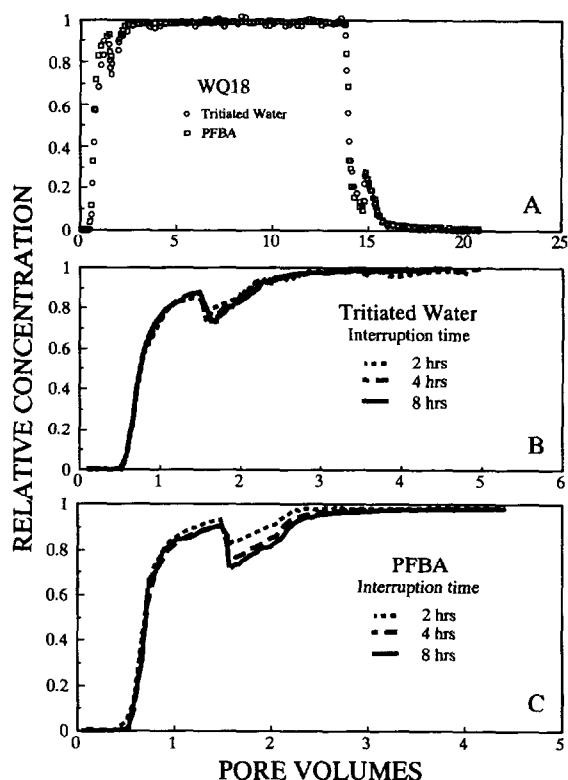 RELATIVE CONCENTRATION
1
0.8
0.6
0.4
0.2
0
WQ18
Tritiated Water
PFBA
A
0 5 10 15 20 25
1
0.8
0.6
0.4
0.2
0
Tritiated Water
Interruption time
2 hrs
4 hrs
8 hrs
B
0 1 2 3 4 5 6
1
0.8
0.6
0.4
0.2
0
PFBA
Interruption time
2 hrs
4 hrs
8 hrs
C
0 1 2 3 4 5
PORE VOLUMES